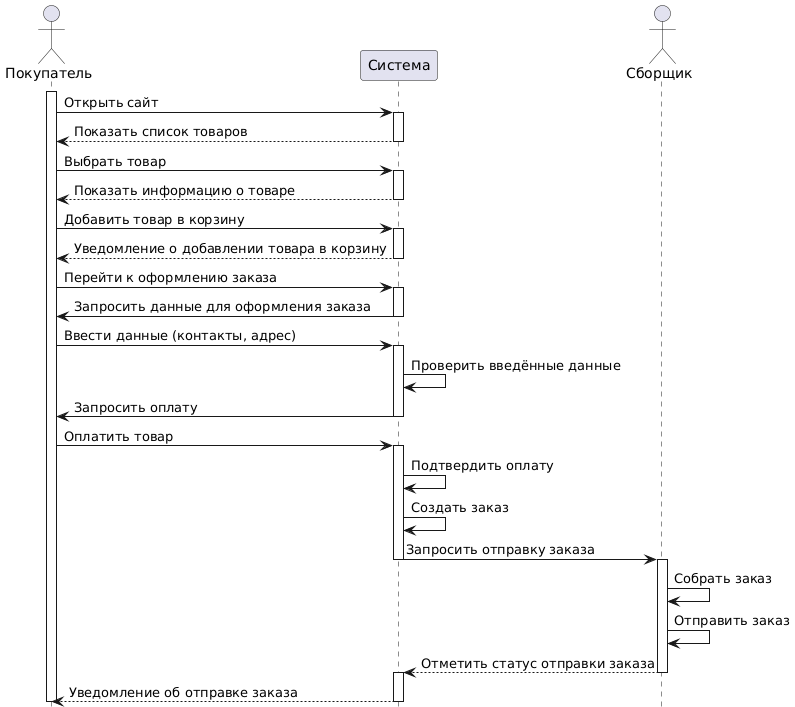 Покупатель
Система
Сборщик
Открыть сайт
Показать список товаров
Выбрать товар
Показать информацию о товаре
Добавить товар в корзину
Уведомление о добавлении товара в корзину
Перейти к оформлению заказа
Запросить данные для оформления заказа
Ввести данные (контакты, адрес)
Проверить введённые данные
Запросить оплату
Оплатить товар
Подтвердить оплату
Создать заказ
Запросить отправку заказа
Собрать заказ
Отправить заказ
Отметить статус отправки заказа
Уведомление об отправке заказа